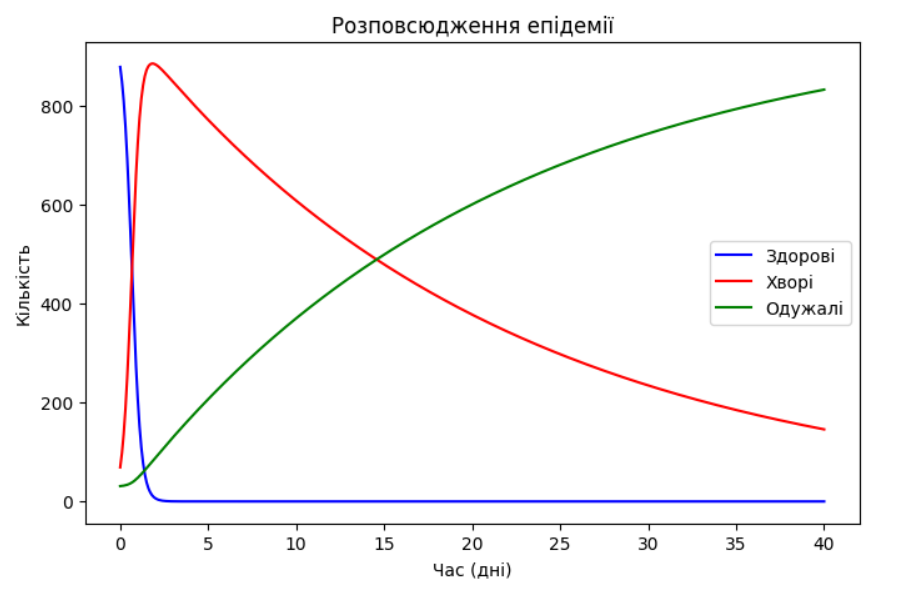 Розповсюдження епідемії
Кількість
800
600
400
200
0
Здорові
Хворі
Одужалі
0 5 10 15 20 25 30 35 40
Час (дні)